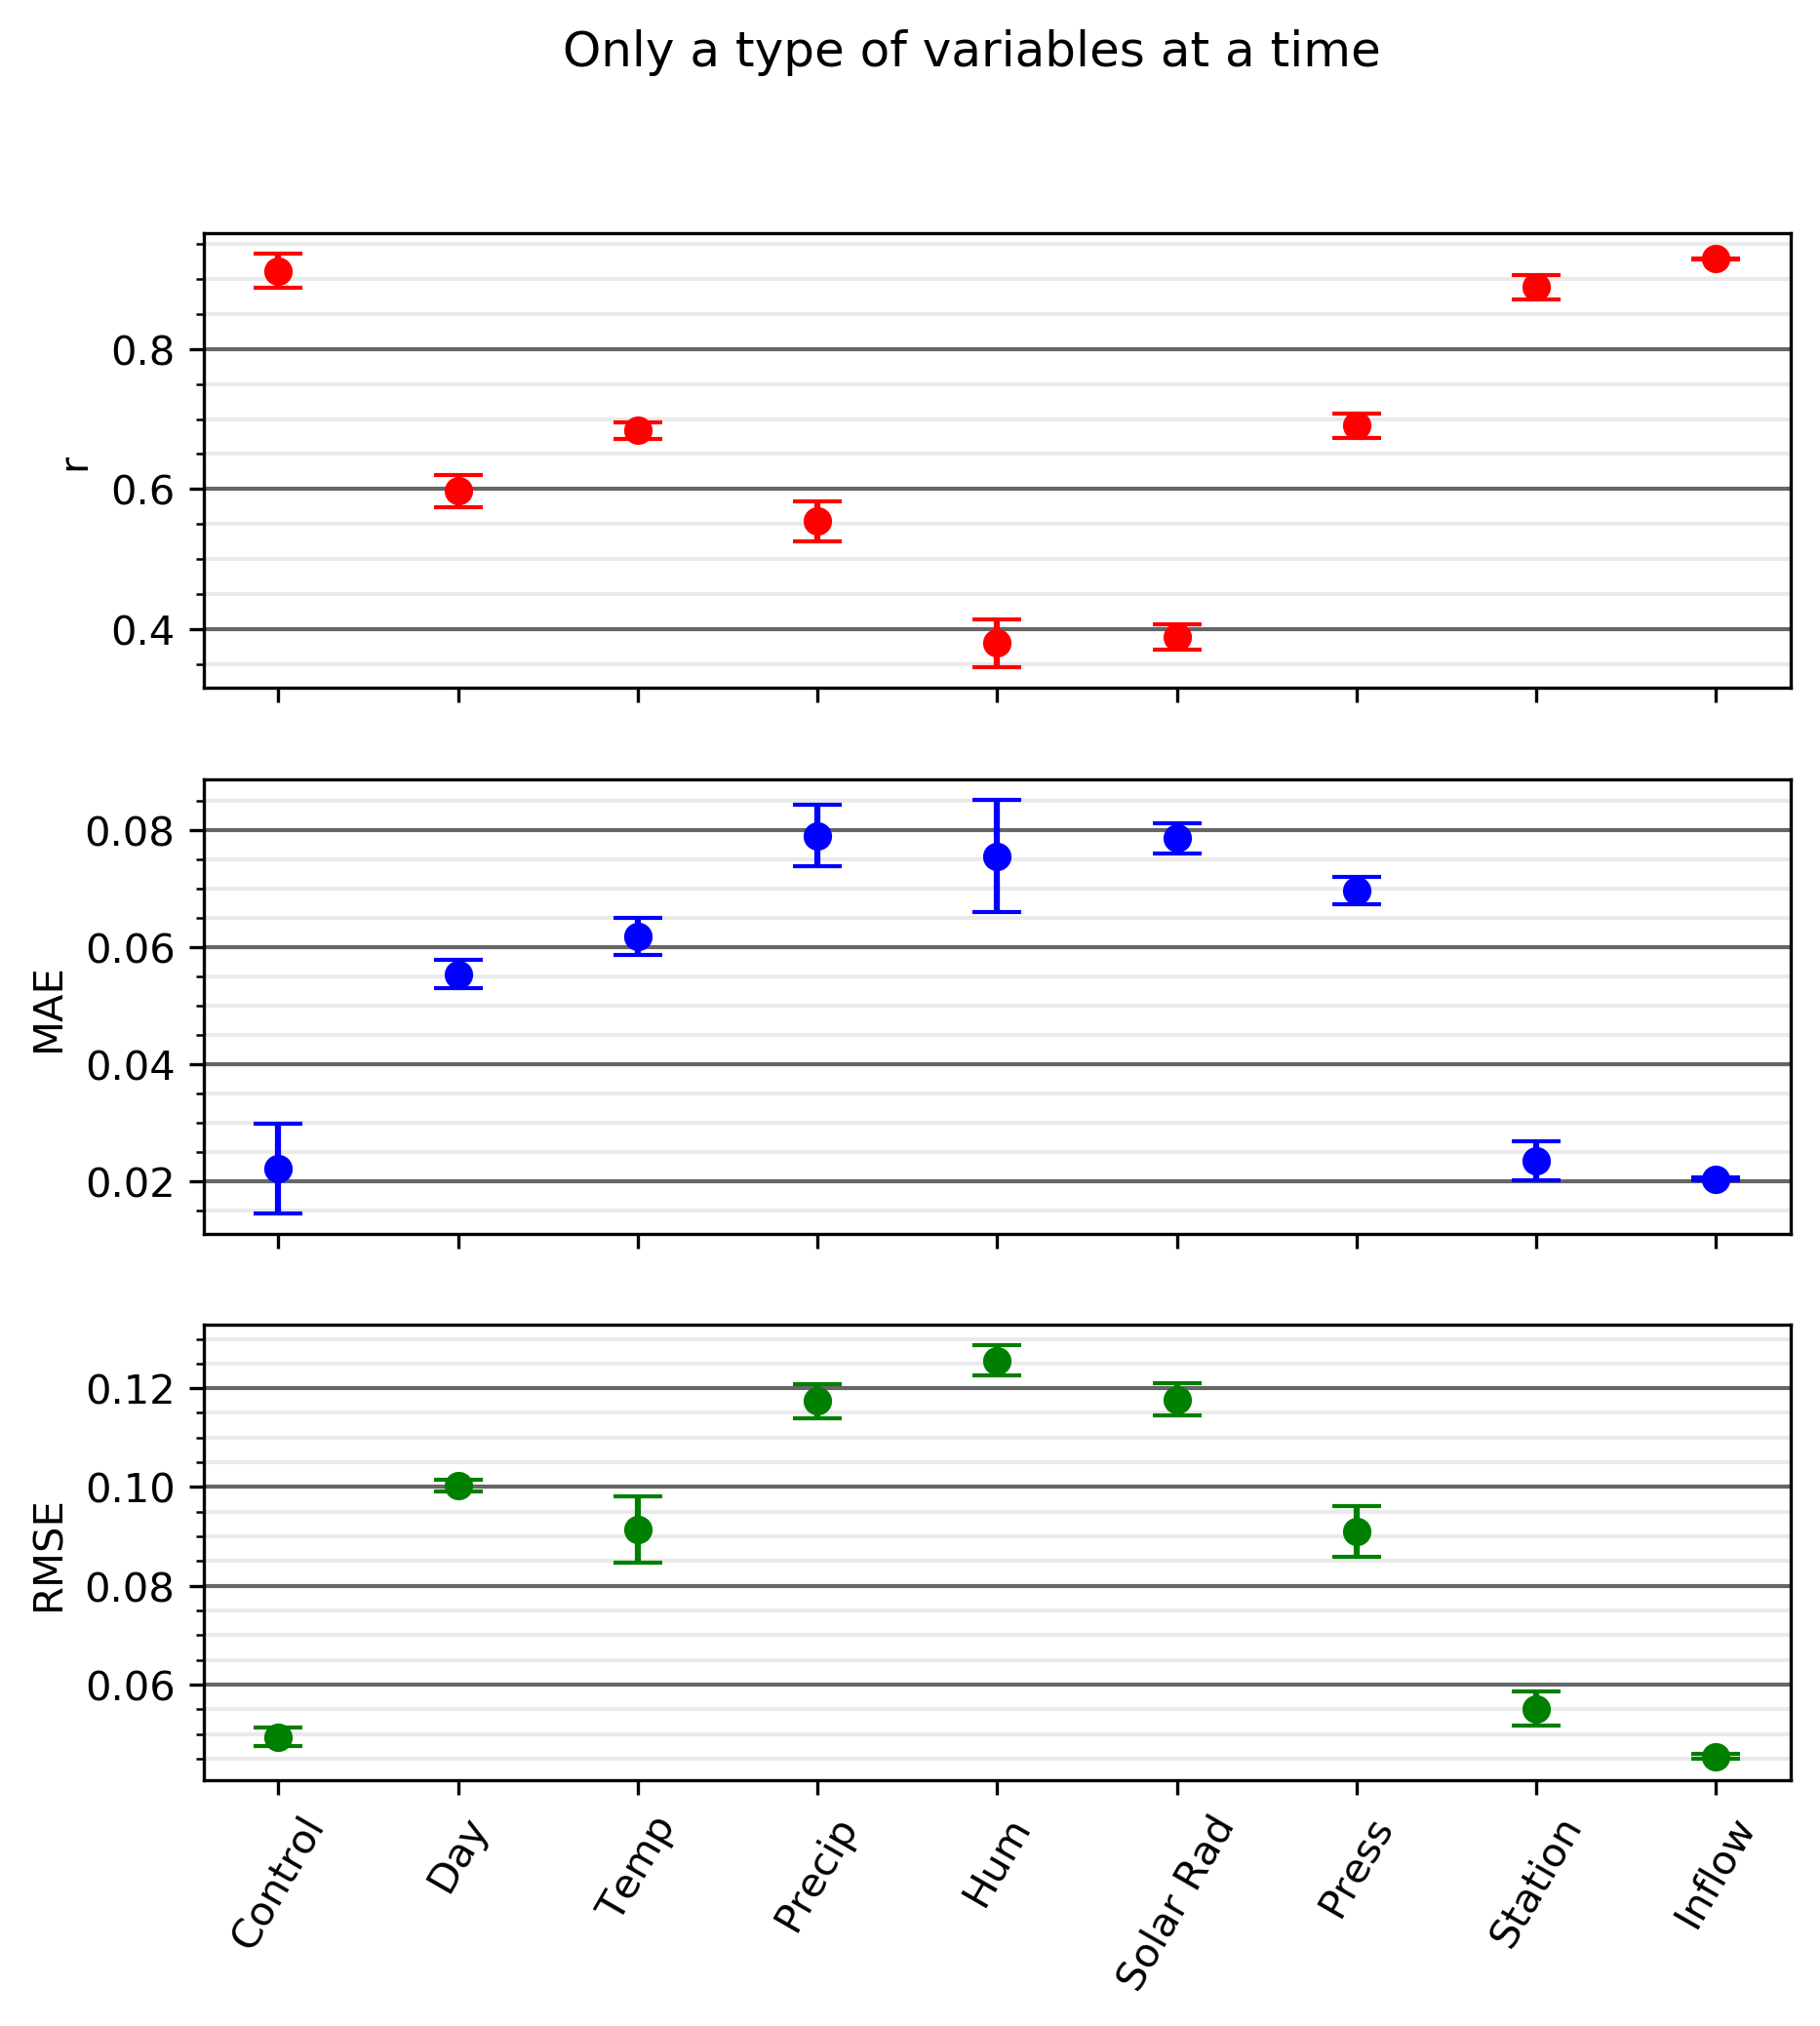 Only a type of variables at a time
r
0.8
0.6
0.4
MAE
0.08
0.06
0.04
0.02
RMSE
0.12
0.10
0.08
0.06
Control
Day
Temp
Precip
Hum
Solar Rad
Press
Station
Inflow